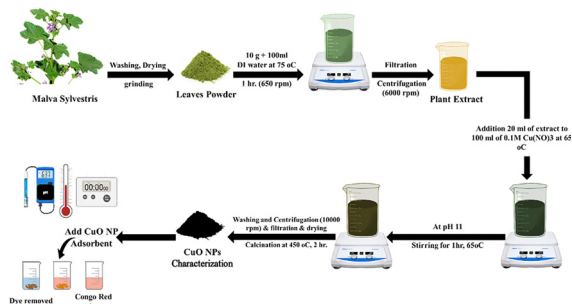 Malva Sylvestris
Washing, Drying
grinding
Leaves Powder
10 g + 100ml
DI water at 75 oC
1 hr. (650 rpm)
Filtration
Centrifugation
(6000 rpm)
Plant Extract
Addition 20 ml of extract to
100 ml of 0.1M Cu(NO)3 at 65
oC
At pH 11
Stirring for 1hr, 65oC
Washing and Centrifugation (10000
rpm) & filtration & drying
Calcination at 450 oC, 2 hr.
CuO NPs
Characterization
Add CuO NP
Adsorbent
00:00
Dye removed
Congo Red